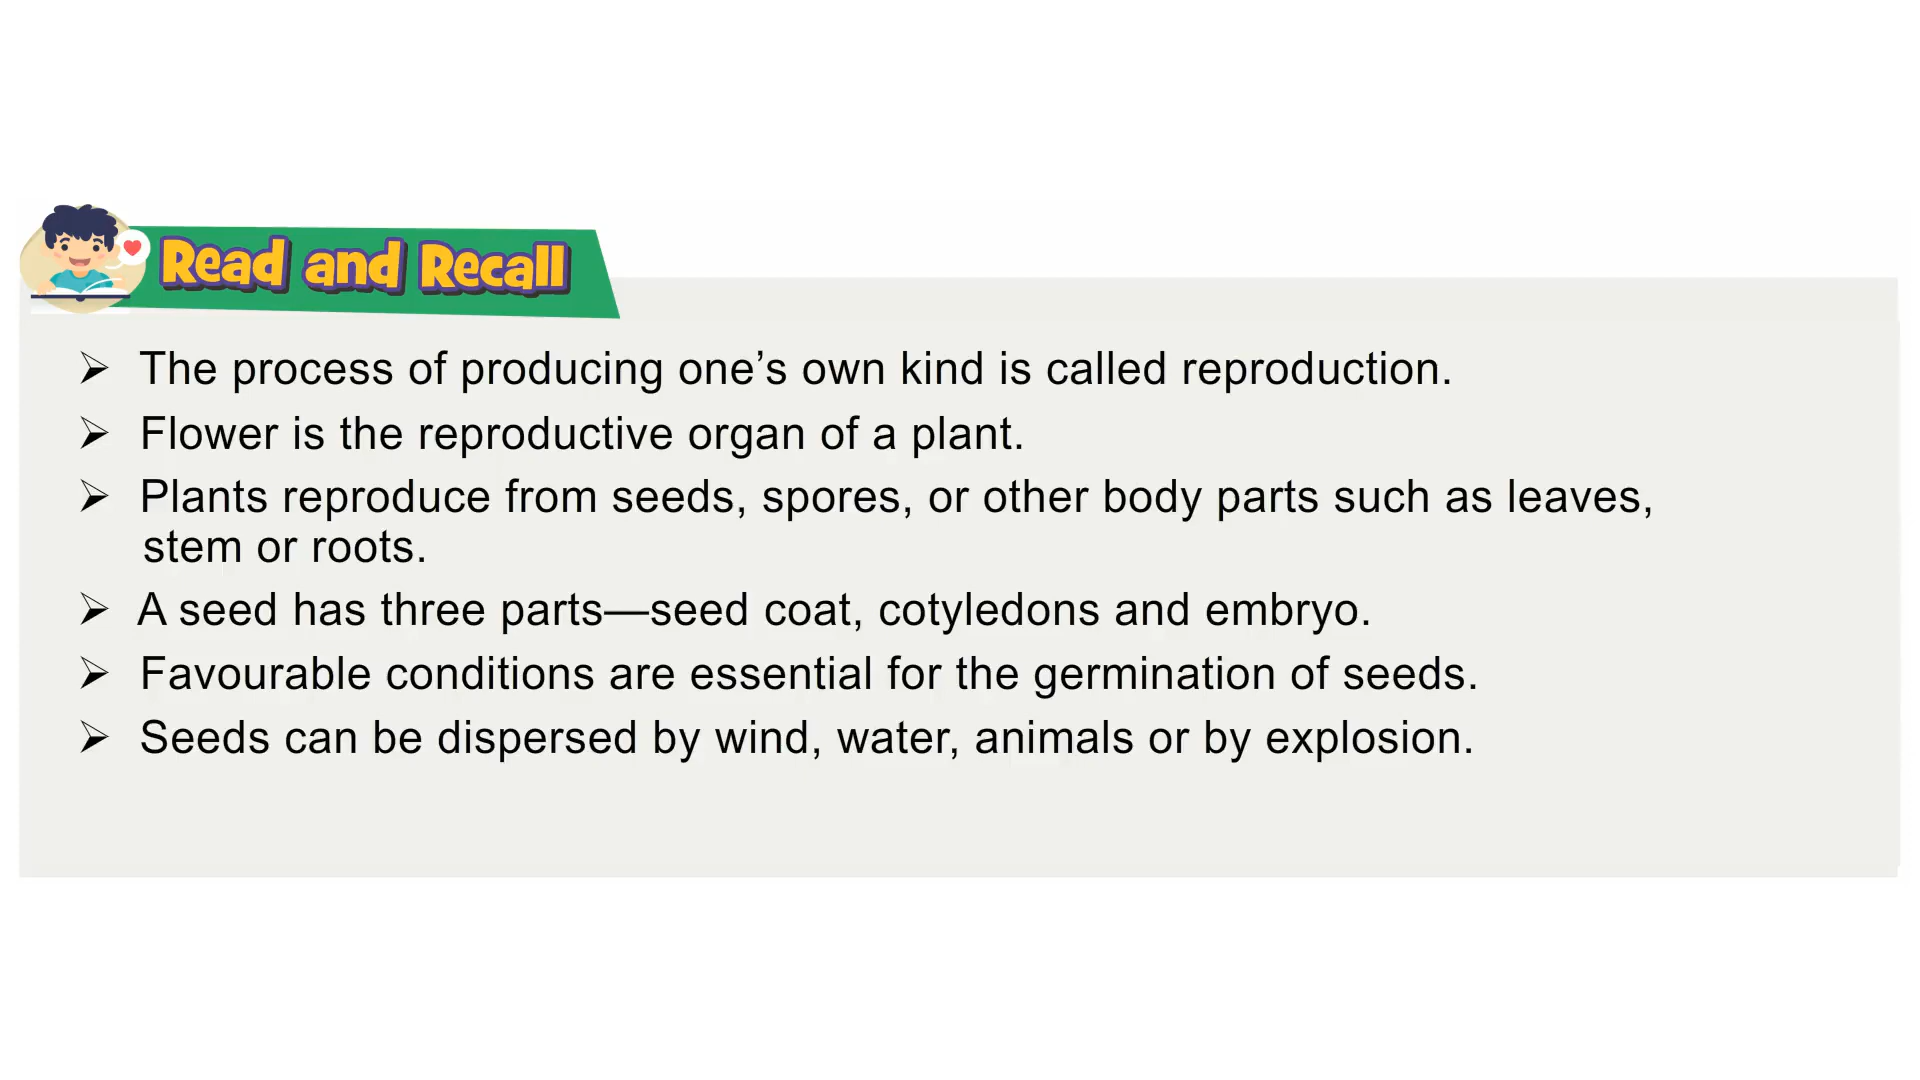 Read and Recall
➢ The process of producing one’s own kind is called reproduction.
➢ Flower is the reproductive organ of a plant.
➢ Plants reproduce from seeds, spores, or other body parts such as leaves,
stem or roots.
➢ A seed has three parts—seed coat, cotyledons and embryo.
➢ Favourable conditions are essential for the germination of seeds.
➢ Seeds can be dispersed by wind, water, animals or by explosion.